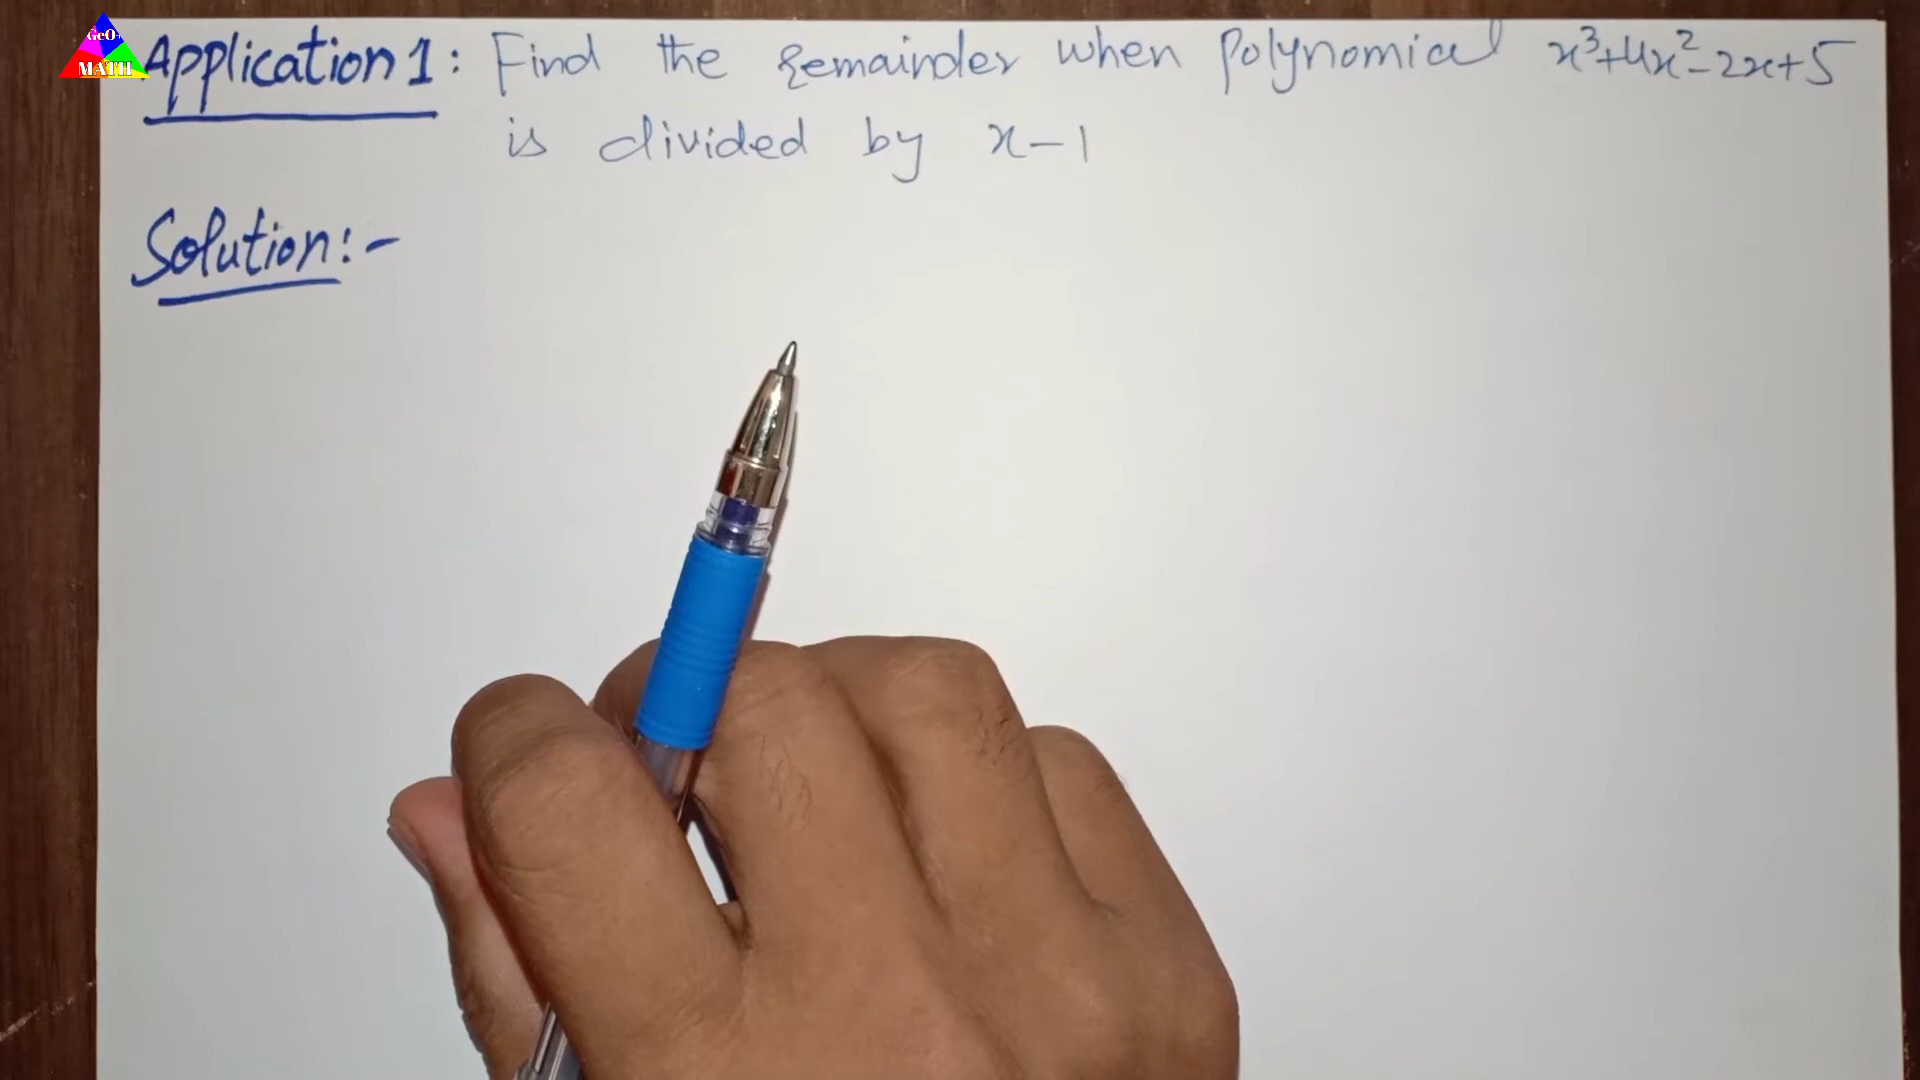 GeO+
MATH
Application 1: Find the remainder when polynomial x³+4x²-2x+5
is divided by x-1
Solution:-